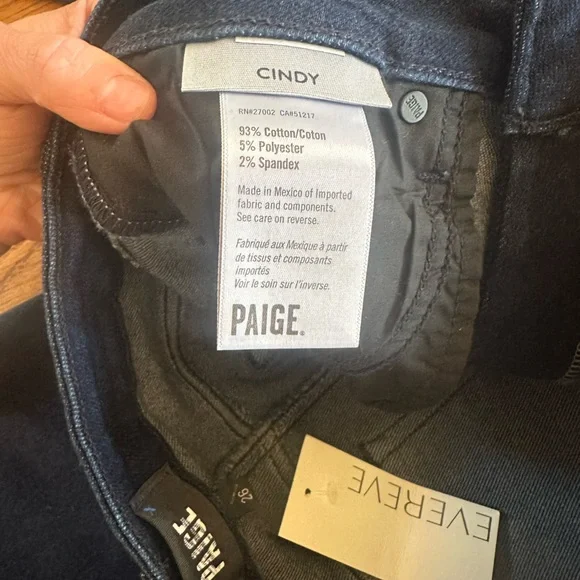 CINDY
RN#27002 CA#51217
93% Cotton/Coton
5% Polyester
2% Spandex
Made in Mexico of Imported
fabric and components.
See care on reverse.
Fabriqué aux Mexique à partir
de tissus et composants
importés
Voir le soin sur l'inverse.
PAIGE.
PAIGE
EVEREVE
26